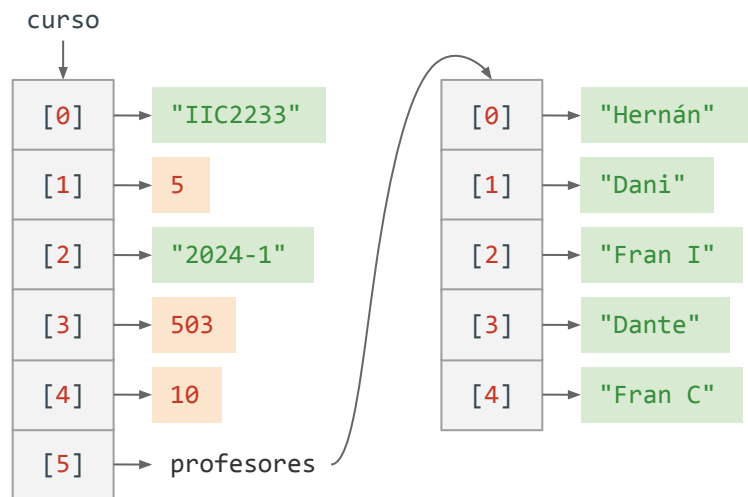 curso
[0] "IIC2233"
[1] 5
[2] "2024-1"
[3] 503
[4] 10
[5] profesores
[0] "Hernán"
[1] "Dani"
[2] "Fran I"
[3] "Dante"
[4] "Fran C"